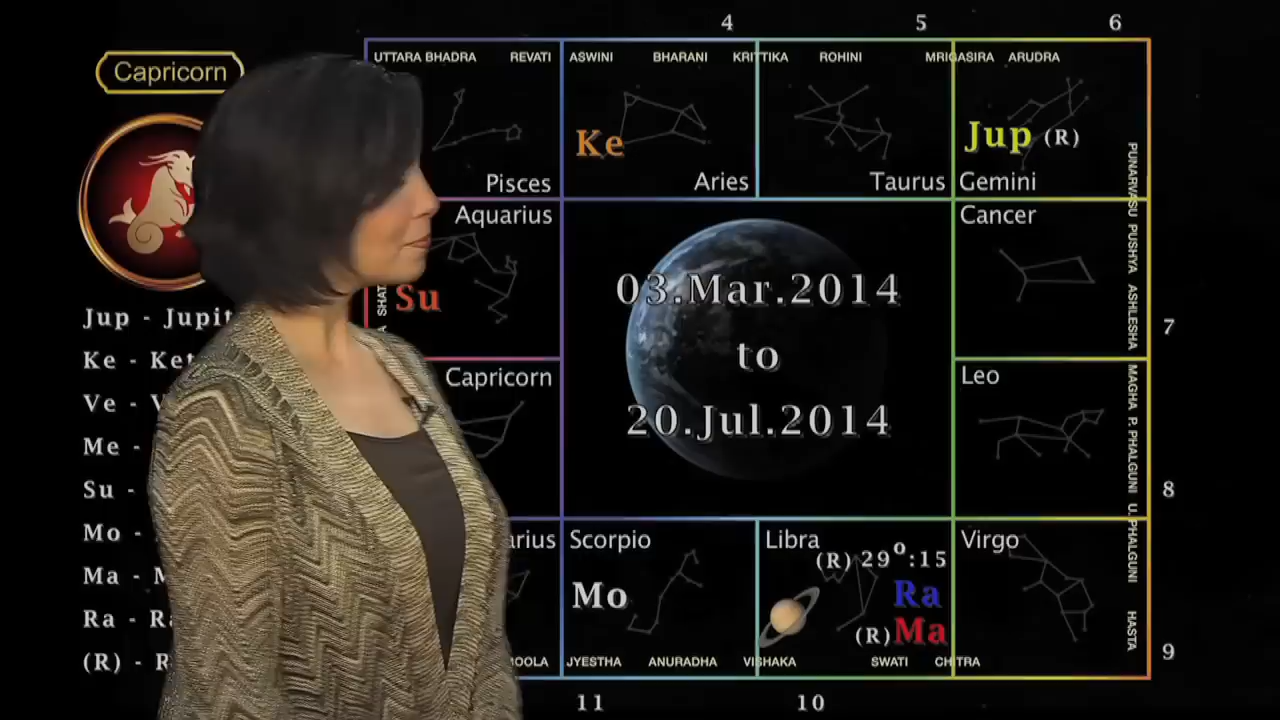 4 5 6
UTTARA BHADRA REVATI ASWINI BHARANI KRITTIKA ROHINI MRIGASIRA ARUDRA
Capricorn
Ke
Jup (R)
Pisces Aries Taurus Gemini
Aquarius
Cancer
PUNARVASU PUSHYA ASHLESHA
Su
03.Mar.2014
to
20.Jul.2014
7
Jup -
Ke -
Ve -
Me -
Su -
Mo -
Ma -
Ra -
(R) -
Capricorn
Leo
MAGHA P. PHALGUNI U. PHALGUNI HASTA
8
Scorpio
Libra
Virgo
(R) 29°:15
Mo
Ra
(R) Ma
JYESTHA ANURADHA VISHAKA SWATI CHITRA
9
11 10